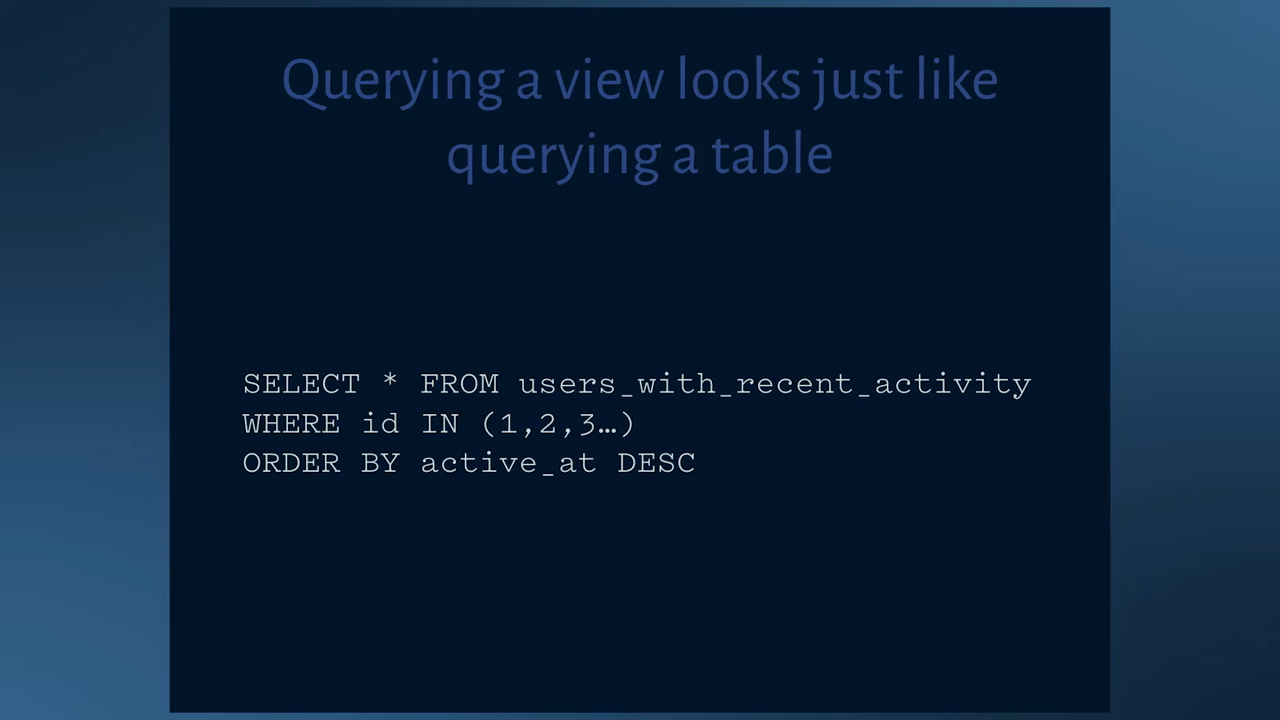 Querying a view looks just like
querying a table
SELECT * FROM users_with_recent_activity
WHERE id IN (1,2,3…)
ORDER BY active_at DESC